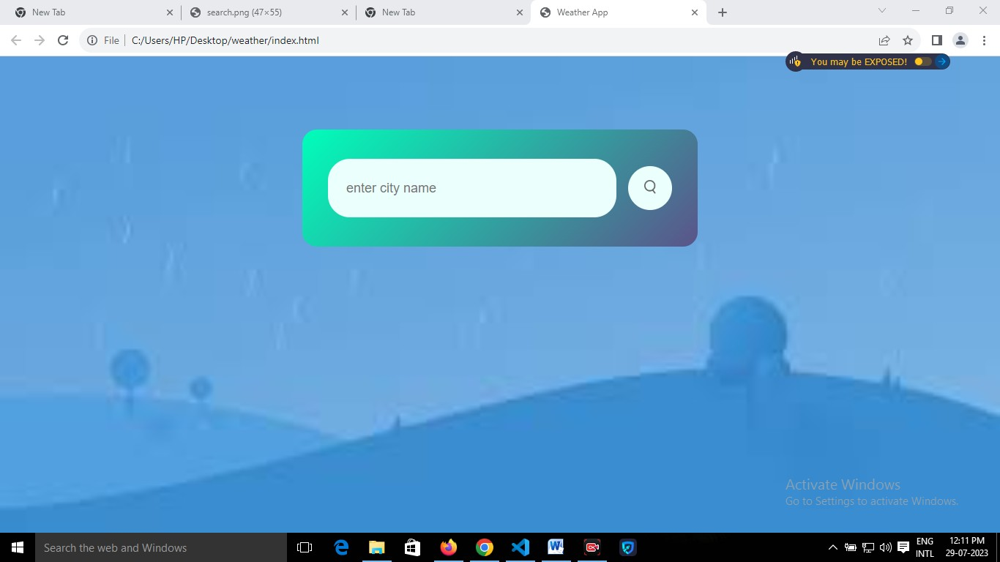 New Tab
search.png (47×55)
New Tab
Weather App
File
C:/Users/HP/Desktop/weather/index.html
You may be EXPOSED!
enter city name
Activate Windows
Go to Settings to activate Windows.
Search the web and Windows
ENG
INTL
12:11 PM
29-07-2023